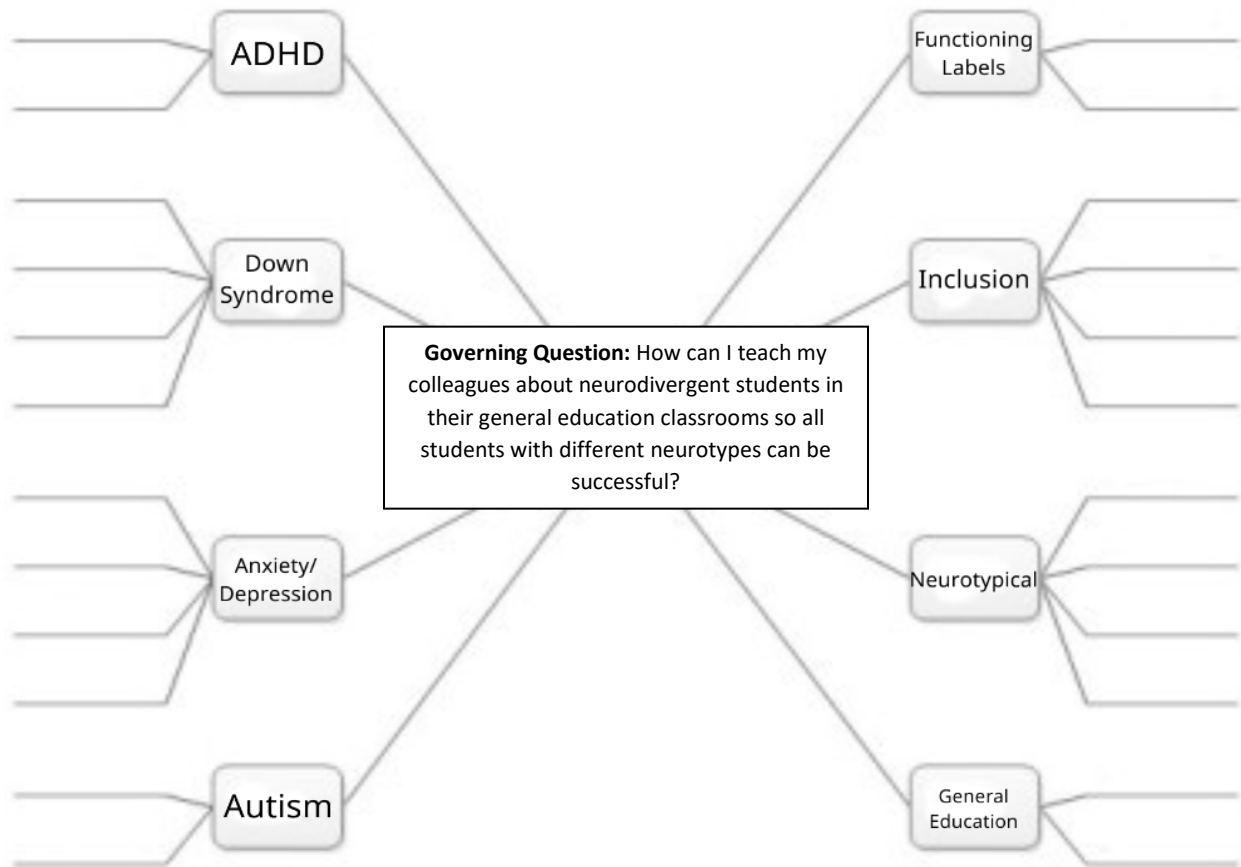 ADHD
Functioning
Labels
Down
Syndrome
Inclusion
Governing Question: How can I teach my
colleagues about neurodivergent students in
their general education classrooms so all
students with different neurotypes can be
successful?
Anxiety/
Depression
Neurotypical
Autism
General
Education